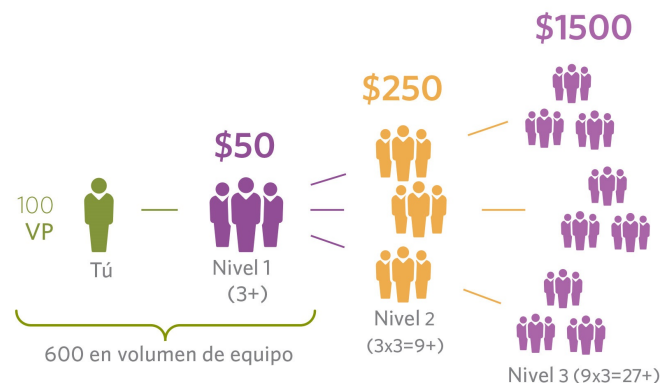 $1500
$250
$50
100
VP
Tú
Nivel 1
(3+)
600 en volumen de equipo
Nivel 2
(3x3=9+)
Nivel 3 (9x3=27+)